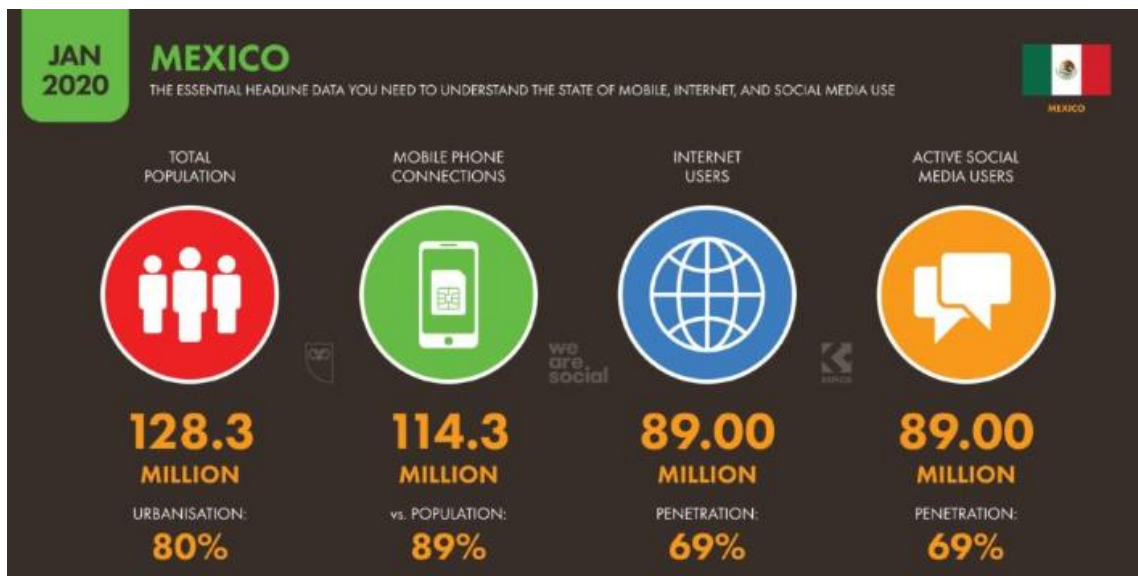 JAN
2020
MEXICO
THE ESSENTIAL HEADLINE DATA YOU NEED TO UNDERSTAND THE STATE OF MOBILE, INTERNET, AND SOCIAL MEDIA USE
MEXICO
TOTAL
POPULATION
MOBILE PHONE
CONNECTIONS
INTERNET
USERS
ACTIVE SOCIAL
MEDIA USERS
we
are
social
KEPIOS
128.3
MILLION
114.3
MILLION
89.00
MILLION
89.00
MILLION
URBANISATION:
80%
vs. POPULATION:
89%
PENETRATION:
69%
PENETRATION:
69%